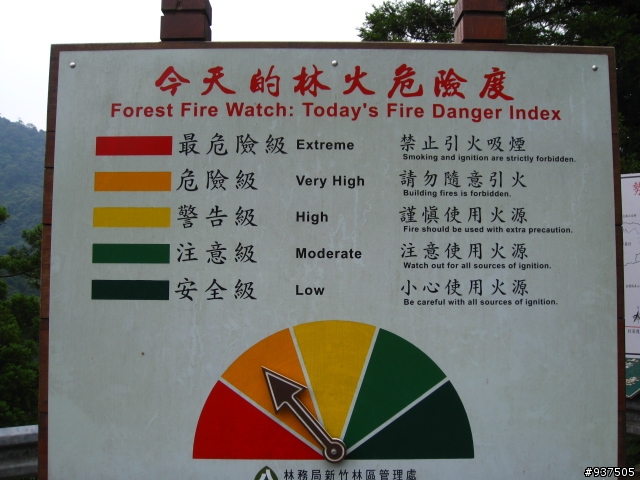 今天的林火危險度
Forest Fire Watch: Today's Fire Danger Index
最危險級 Extreme 禁止引火吸煙
Smoking and ignition are strictly forbidden.
危險級 Very High 請勿隨意引火
Building fires is forbidden.
警告級 High 謹慎使用火源
Fire should be used with extra precaution.
注意級 Moderate 注意使用火源
Watch out for all sources of ignition.
安全級 Low 小心使用火源
Be careful with all sources of ignition.
林務局新竹林區管理處
#937505